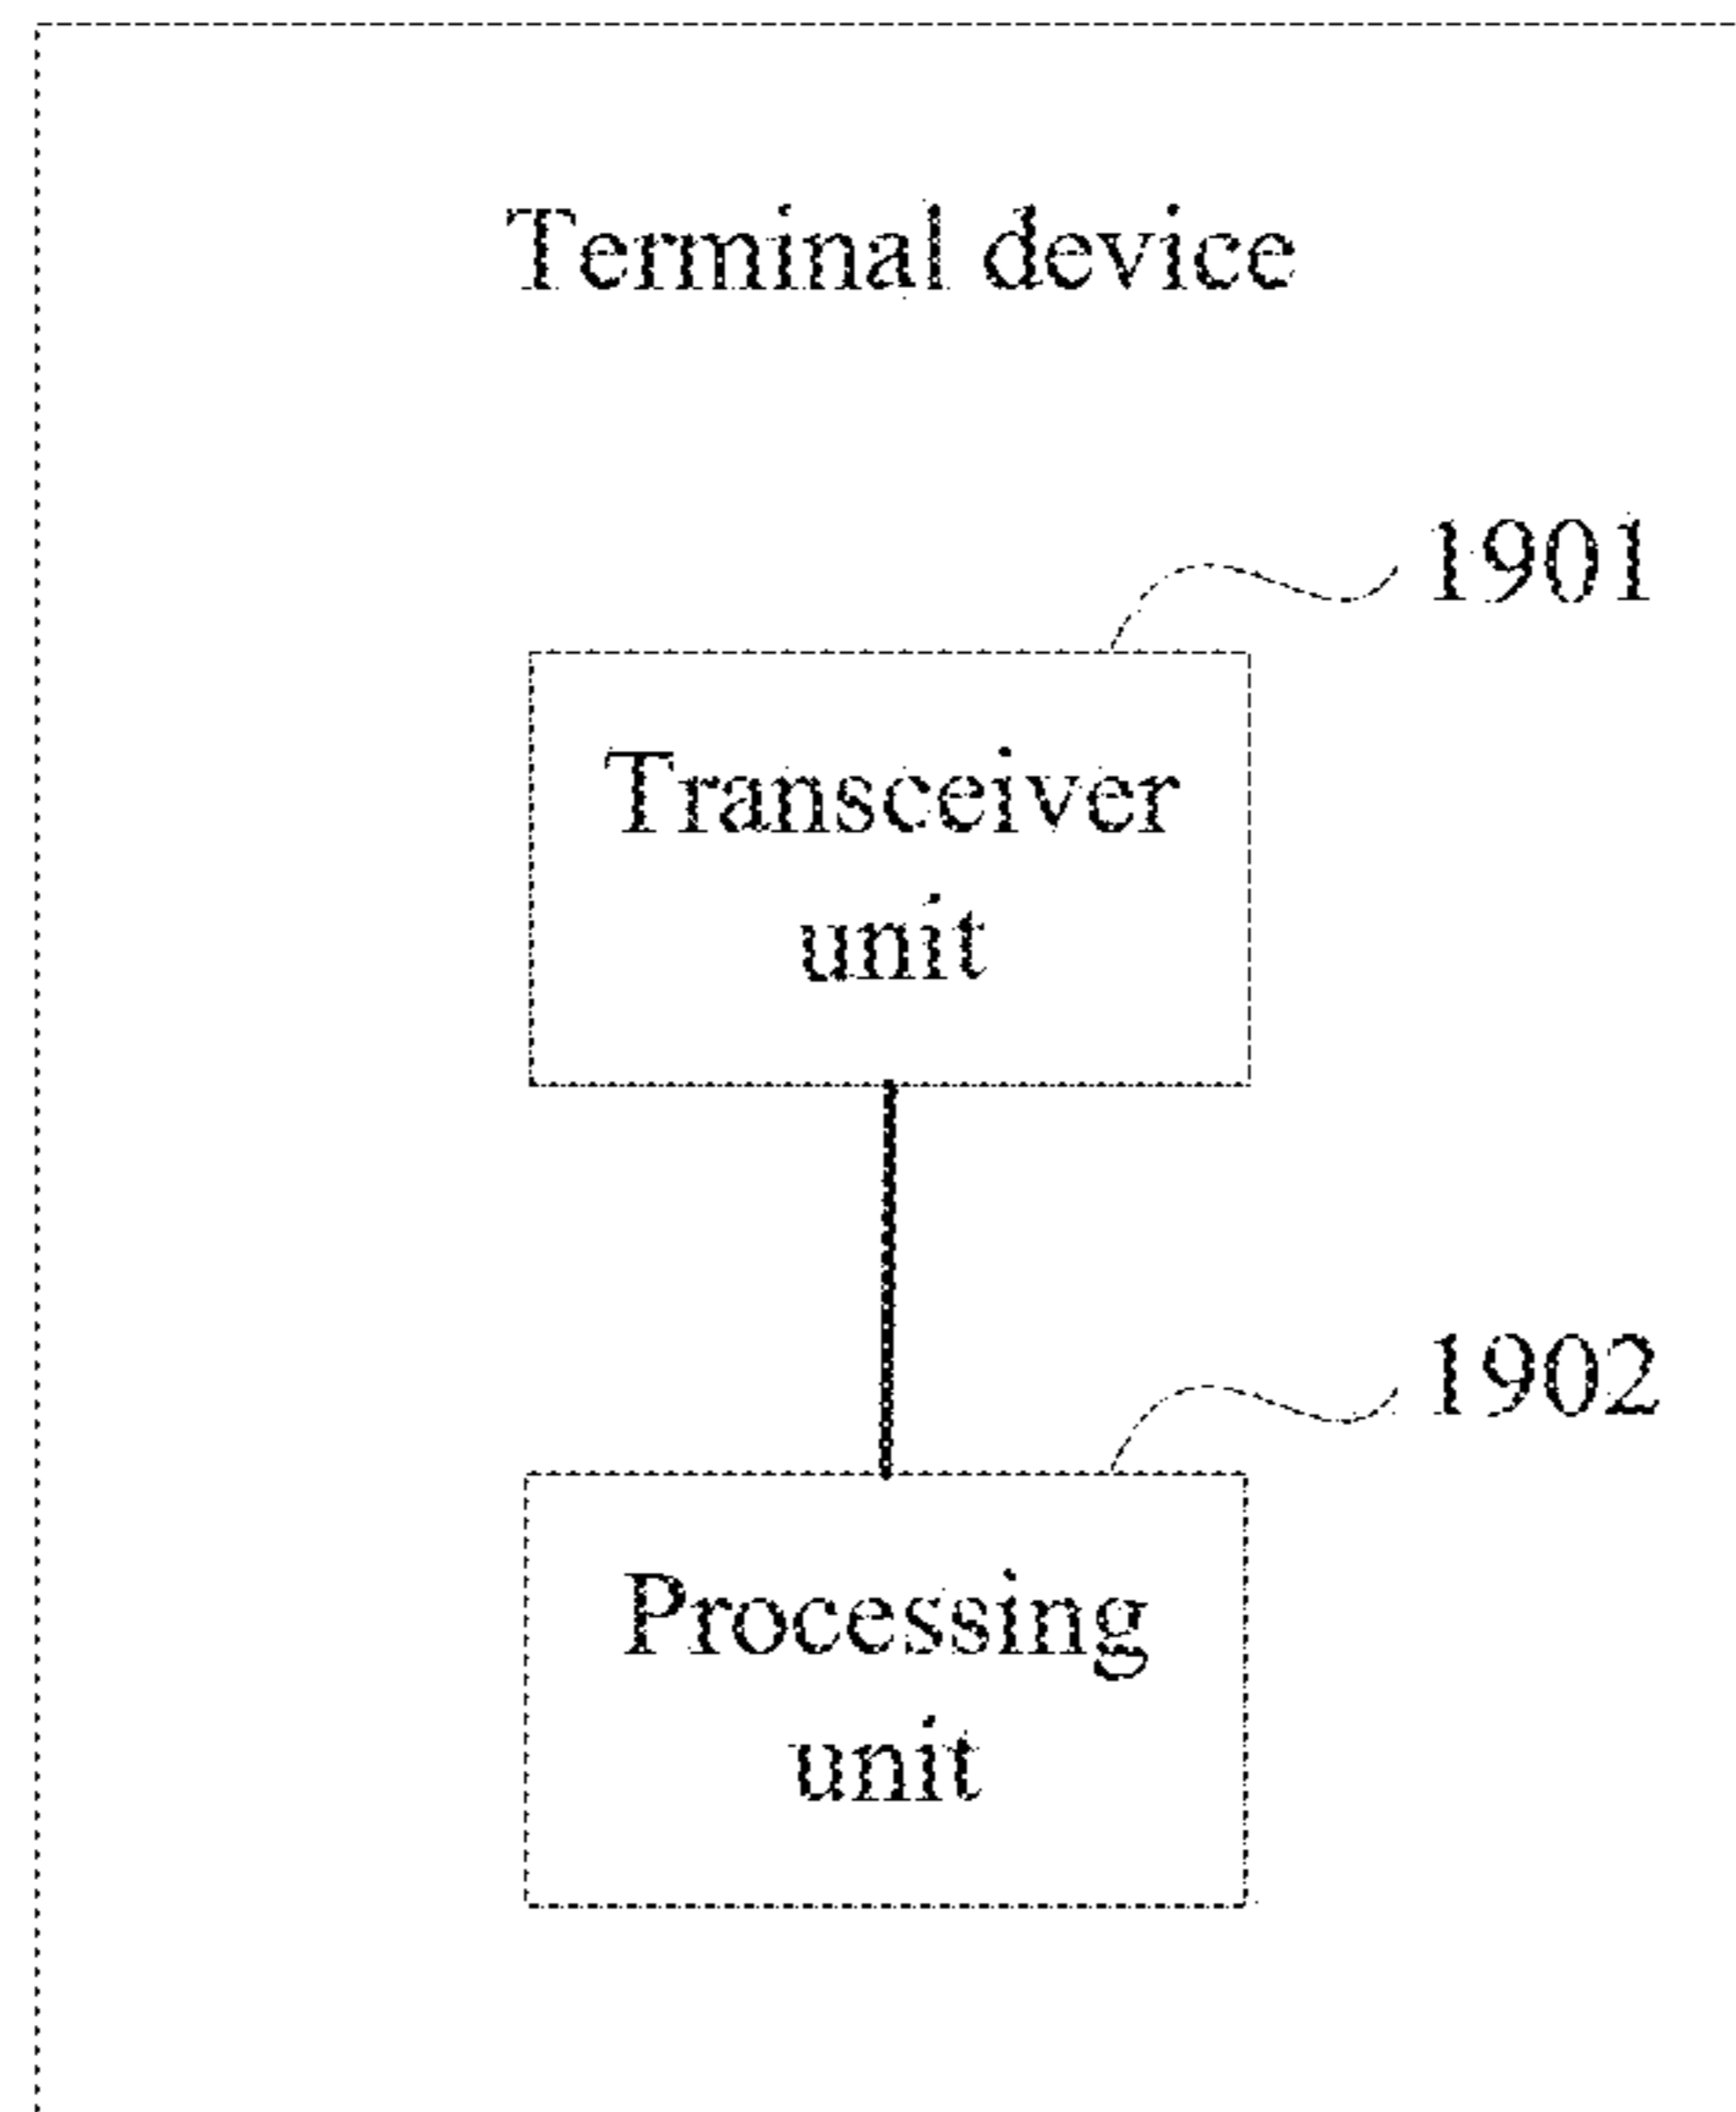 Terminal device
1901
Transceiver
unit
1902
Processing
unit